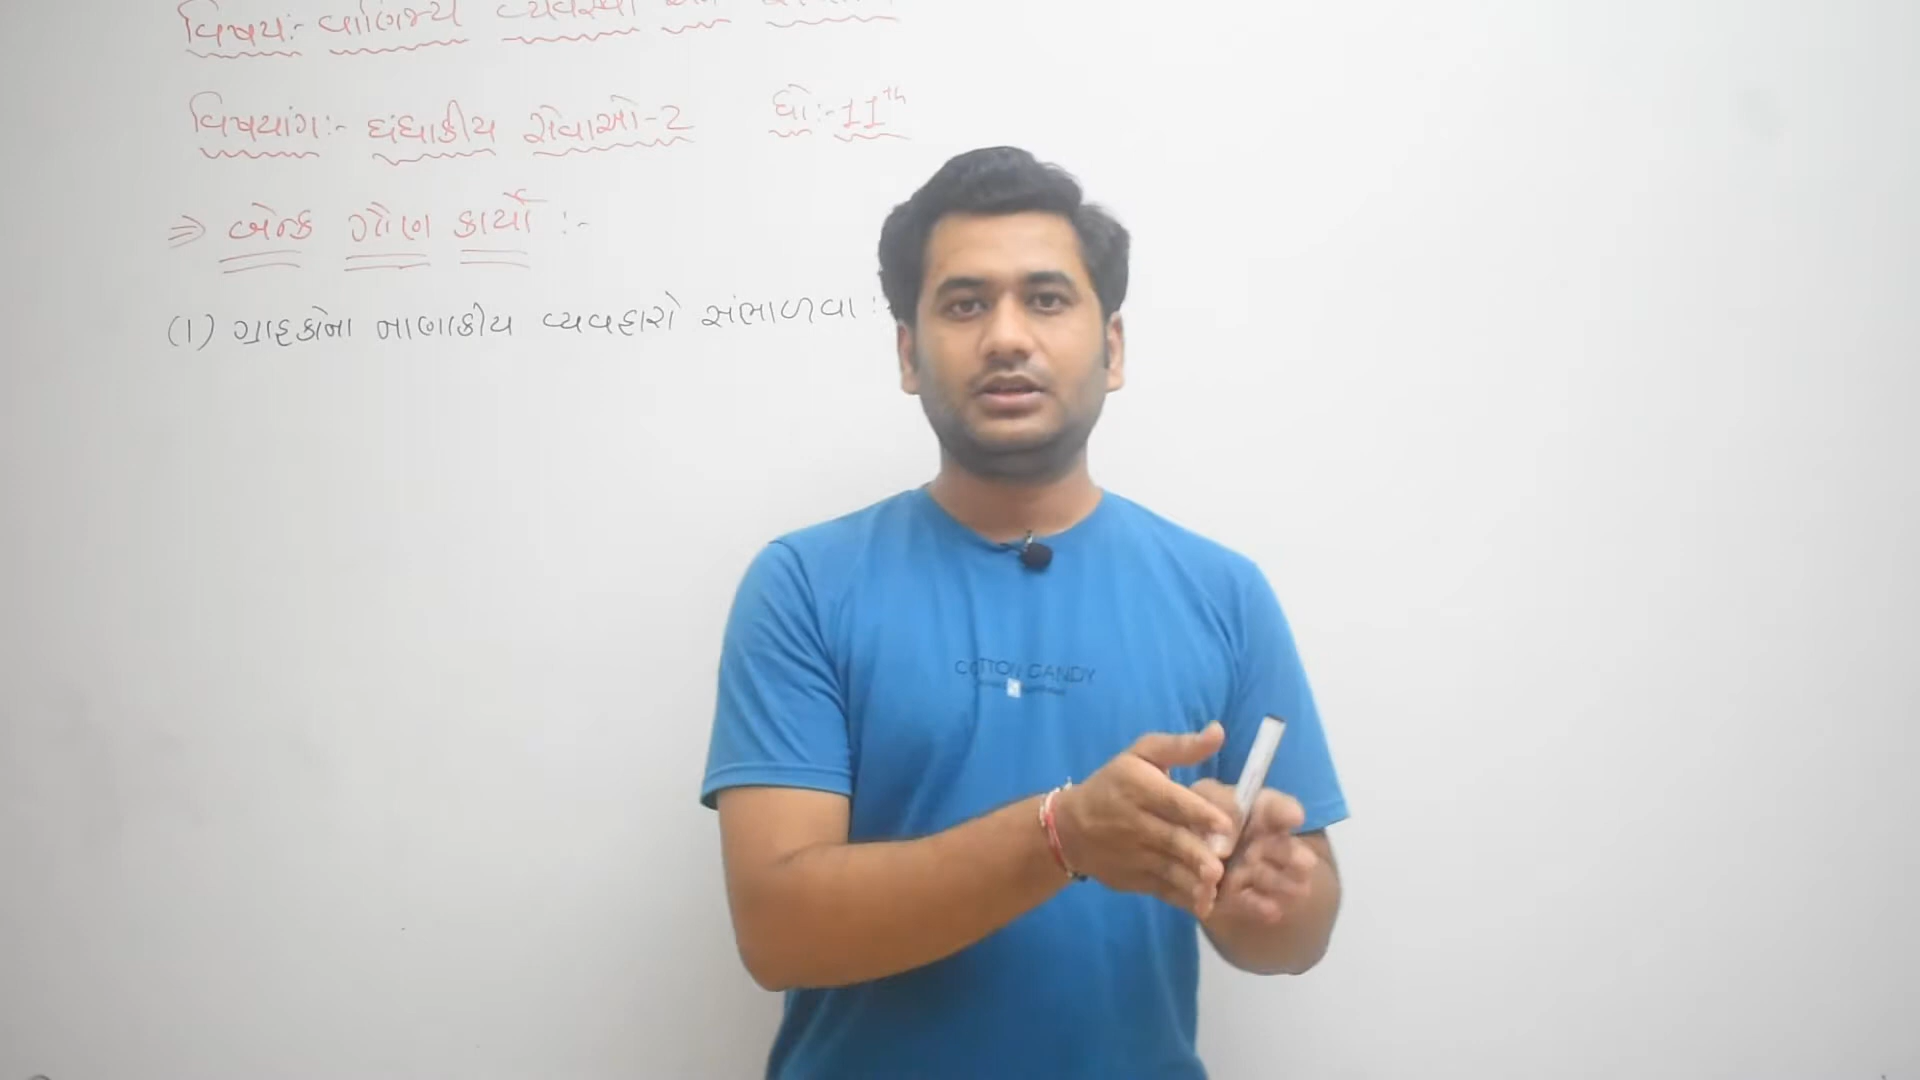 વિષય:- વાણિજ્ય વ્યવસ્થા
વિષયાંગ:- ધંધાકીય સેવાઓ-2 ધો:-11th
⇒ બેન્ક ગૌણ કાર્યો :-
(1) ગ્રાહકોના નાણાકીય વ્યવહારો સંભાળવા :-
COTTON CANDY